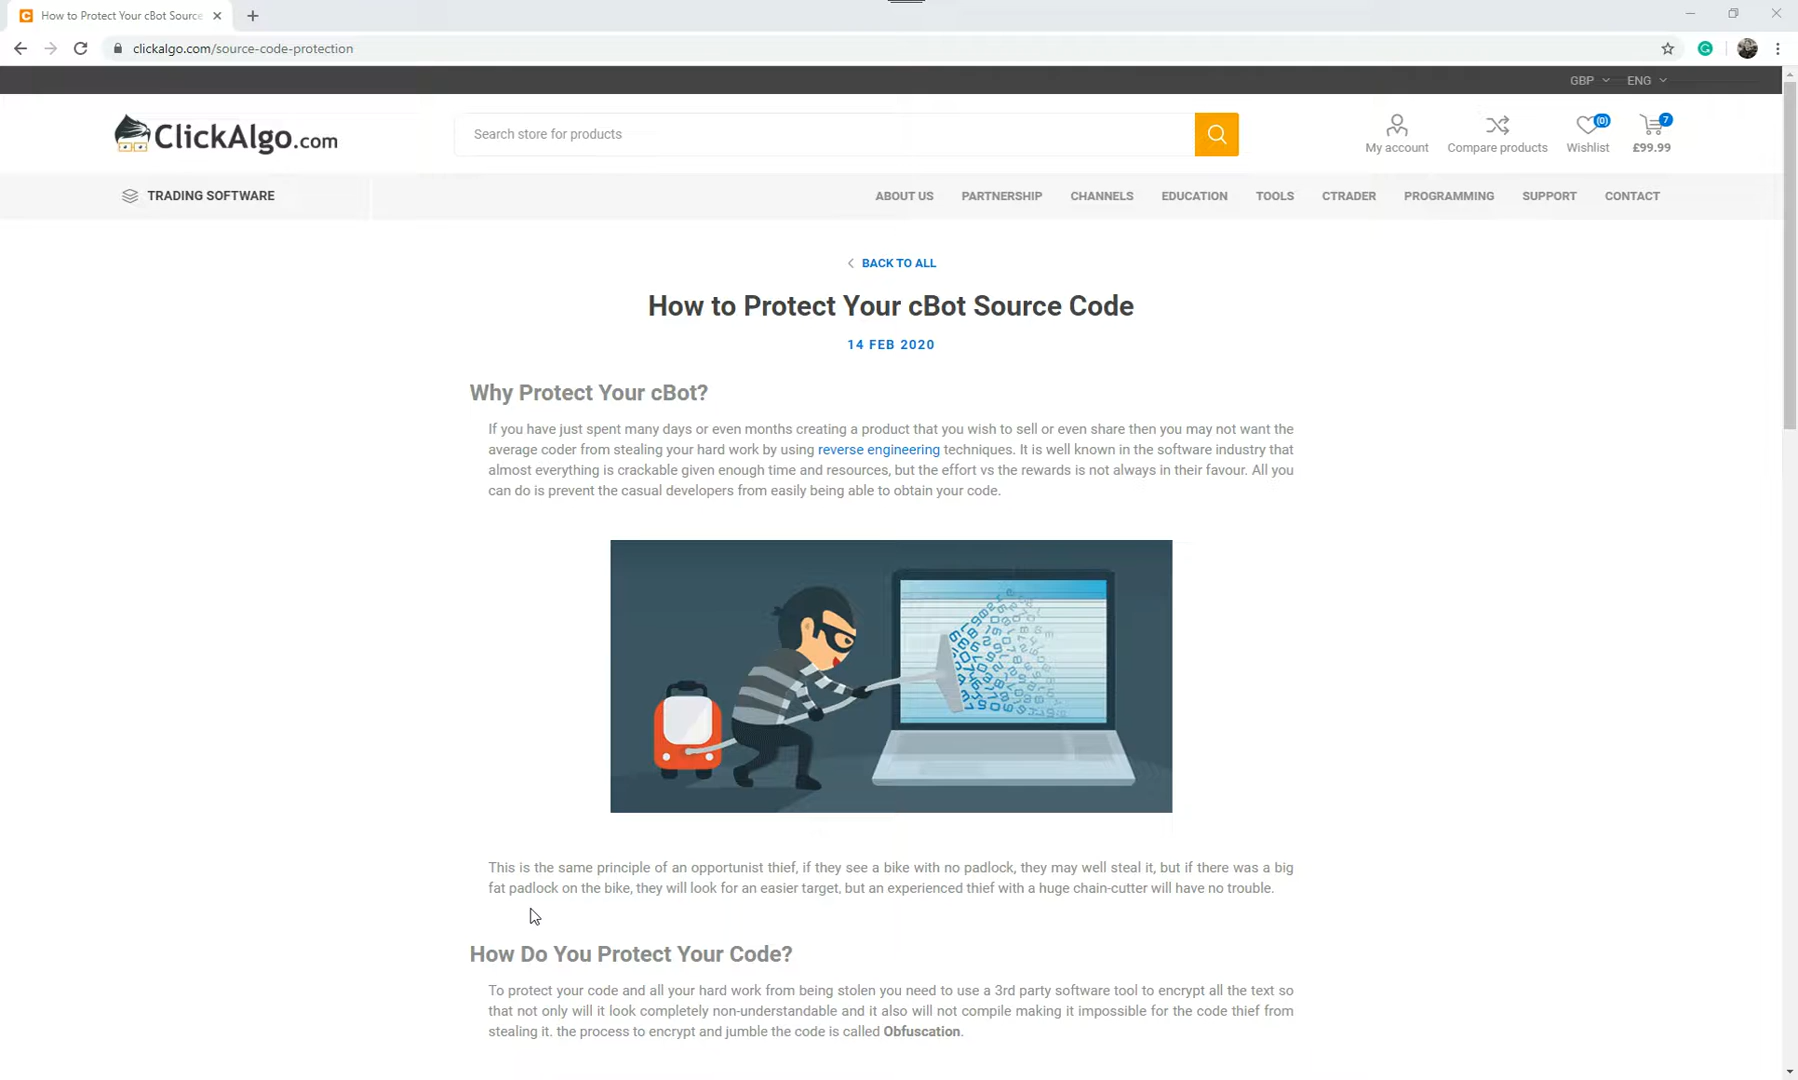 How to Protect Your cBot Source
clickalgo.com/source-code-protection
GBP
ENG
ClickAlgo.com
Search store for products
My account
Compare products
(0)
Wishlist
7
£99.99
TRADING SOFTWARE
ABOUT US
PARTNERSHIP
CHANNELS
EDUCATION
TOOLS
CTRADER
PROGRAMMING
SUPPORT
CONTACT
BACK TO ALL
How to Protect Your cBot Source Code
14 FEB 2020
Why Protect Your cBot?
If you have just spent many days or even months creating a product that you wish to sell or even share then you may not want the
average coder from stealing your hard work by using reverse engineering techniques. It is well known in the software industry that
almost everything is crackable given enough time and resources, but the effort vs the rewards is not always in their favour. All you
can do is prevent the casual developers from easily being able to obtain your code.
This is the same principle of an opportunist thief, if they see a bike with no padlock, they may well steal it, but if there was a big
fat padlock on the bike, they will look for an easier target, but an experienced thief with a huge chain-cutter will have no trouble.
How Do You Protect Your Code?
To protect your code and all your hard work from being stolen you need to use a 3rd party software tool to encrypt all the text so
that not only will it look completely non-understandable and it also will not compile making it impossible for the code thief from
stealing it. the process to encrypt and jumble the code is called Obfuscation.